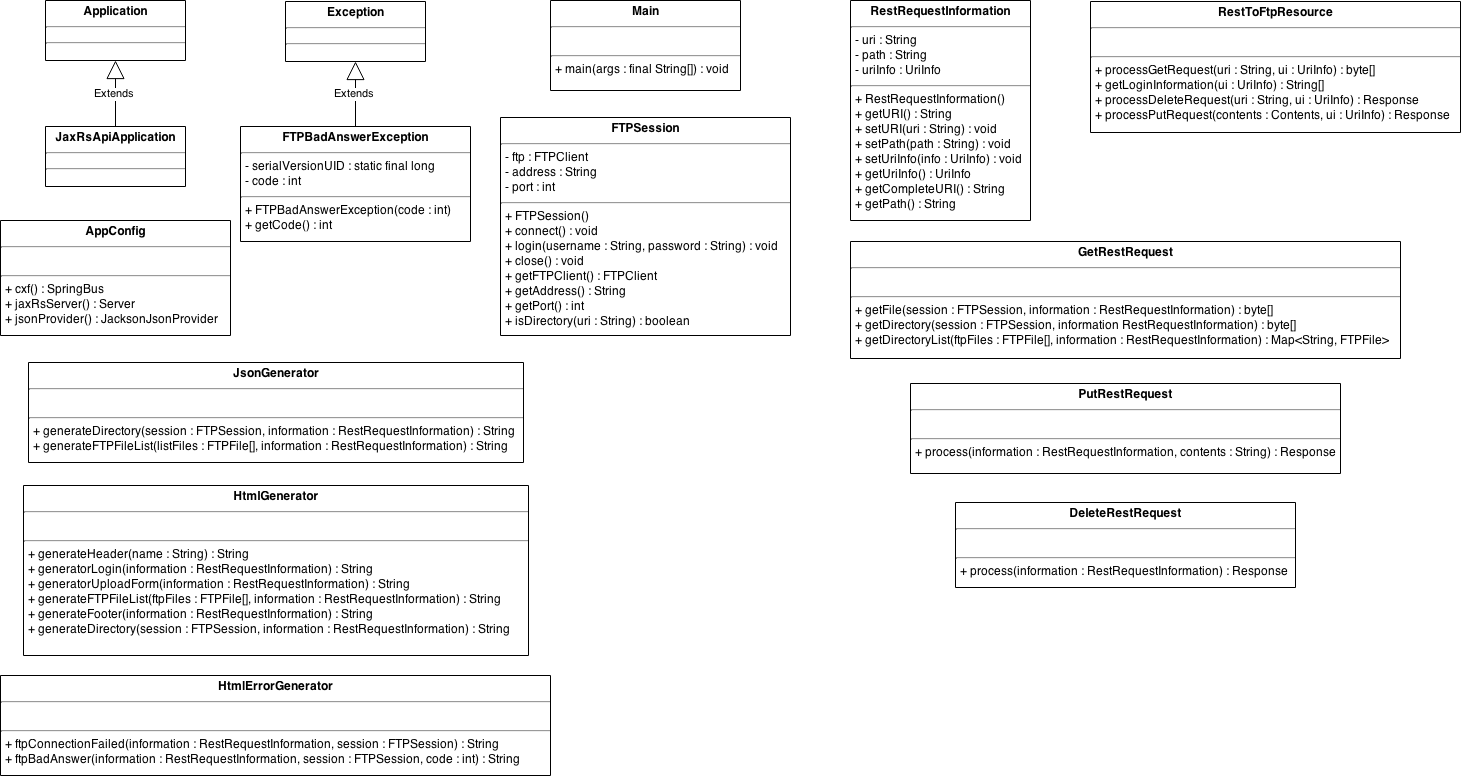 Application
Extends
JaxRsApiApplication
Exception
Extends
FTPBadAnswerException
- serialVersionUID : static final long
- code : int
+ FTPBadAnswerException(code : int)
+ getCode() : int
Main
+ main(args : final String[]) : void
FTPSession
- ftp : FTPClient
- address : String
- port : int
+ FTPSession()
+ connect() : void
+ login(username : String, password : String) : void
+ close() : void
+ getFTPClient() : FTPClient
+ getAddress() : String
+ getPort() : int
+ isDirectory(uri : String) : boolean
RestRequestInformation
- uri : String
- path : String
- uriInfo : UriInfo
+ RestRequestInformation()
+ getURI() : String
+ setURI(uri : String) : void
+ setPath(path : String) : void
+ setUriInfo(info : UriInfo) : void
+ getUriInfo() : UriInfo
+ getCompleteURI() : String
+ getPath() : String
RestToFtpResource
+ processGetRequest(uri : String, ui : UriInfo) : byte[]
+ getLoginInformation(ui : UriInfo) : String[]
+ processDeleteRequest(uri : String, ui : UriInfo) : Response
+ processPutRequest(contents : Contents, ui : UriInfo) : Response
AppConfig
+ cxf() : SpringBus
+ jaxRsServer() : Server
+ jsonProvider() : JacksonJsonProvider
GetRestRequest
+ getFile(session : FTPSession, information : RestRequestInformation) : byte[]
+ getDirectory(session : FTPSession, information RestRequestInformation) : byte[]
+ getDirectoryList(ftpFiles : FTPFile[], information : RestRequestInformation) : Map<String, FTPFile>
JsonGenerator
+ generateDirectory(session : FTPSession, information : RestRequestInformation) : String
+ generateFTPFileList(listFiles : FTPFile[], information : RestRequestInformation) : String
PutRestRequest
+ process(information : RestRequestInformation, contents : String) : Response
HtmlGenerator
+ generateHeader(name : String) : String
+ generatorLogin(information : RestRequestInformation) : String
+ generatorUploadForm(information : RestRequestInformation) : String
+ generateFTPFileList(ftpFiles : FTPFile[], information : RestRequestInformation) : String
+ generateFooter(information : RestRequestInformation) : String
+ generateDirectory(session : FTPSession, information : RestRequestInformation) : String
DeleteRestRequest
+ process(information : RestRequestInformation) : Response
HtmlErrorGenerator
+ ftpConnectionFailed(information : RestRequestInformation, session : FTPSession) : String
+ ftpBadAnswer(information : RestRequestInformation, session : FTPSession, code : int) : String